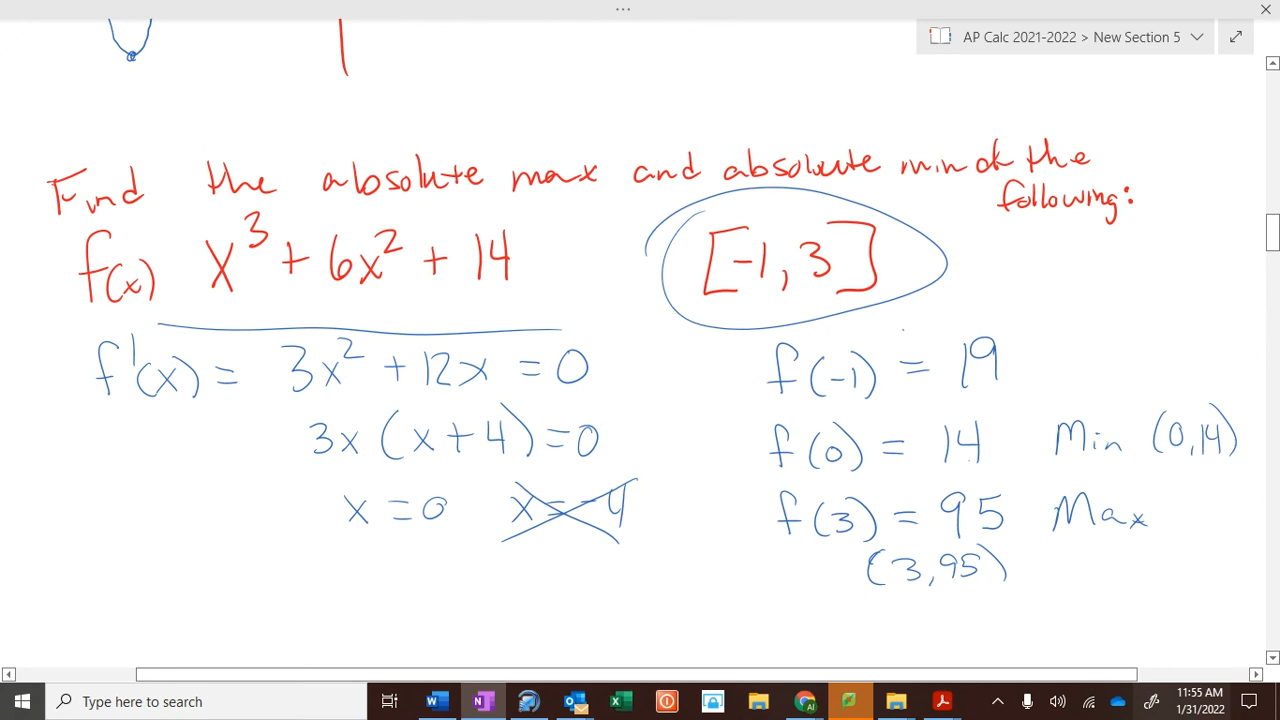 AP Calc 2021-2022 > New Section 5
Find the absolute max and absolute min of the
following:
f(x) x³ + 6x² + 14 [-1, 3]
f'(x) = 3x² + 12x = 0
3x (x + 4) = 0
x = 0 x = -4
f(-1) = 19
f(0) = 14 Min (0,14)
f(3) = 95 Max
(3,95)
Type here to search
11:55 AM
1/31/2022